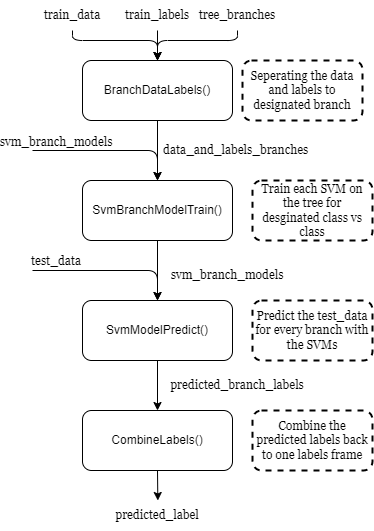 train_data train_labels tree_branches
BranchDataLabels()
Seperating the data
and labels to
designated branch
svm_branch_models
data_and_labels_branches
SvmBranchModelTrain()
Train each SVM on
the tree for
desginated class vs
class
test_data
svm_branch_models
SvmModelPredict()
Predict the test_data
for every branch with
the SVMs
predicted_branch_labels
CombineLabels()
Combine the
predicted labels back
to one labels frame
predicted_label